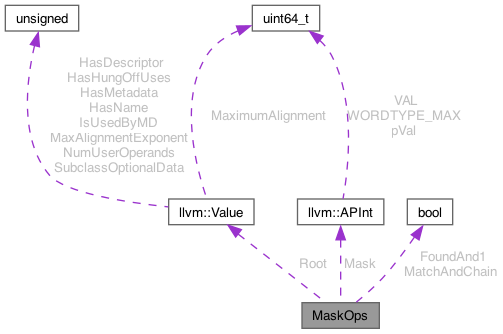 unsigned
uint64_t
HasDescriptor
HasHungOffUses
HasMetadata
HasName
IsUsedByMD
MaxAlignmentExponent
NumUserOperands
SubclassOptionalData
MaximumAlignment
VAL
WORDTYPE_MAX
pVal
llvm::Value
llvm::APInt
bool
Root
Mask
FoundAnd1
MatchAndChain
MaskOps